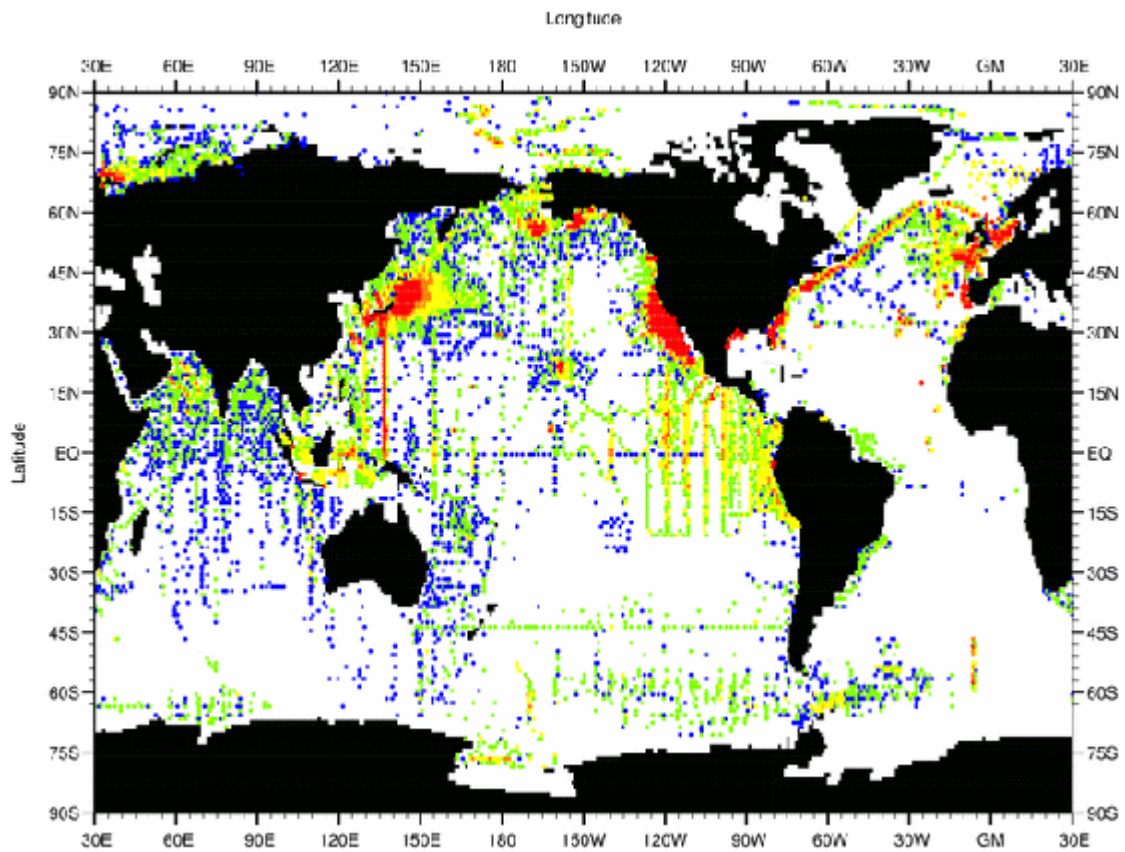 Longitude
30E 60E 90E 120E 150E 180 150W 120W 90W 60W 30W GM 30E
90N 90N
75N 75N
60N 60N
45N 45N
30N 30N
15N 15N
EQ EQ
15S 15S
30S 30S
45S 45S
60S 60S
75S 75S
90S 90S
Latitude
30E 60E 90E 120E 150E 180 150W 120W 90W 60W 30W GM 30E